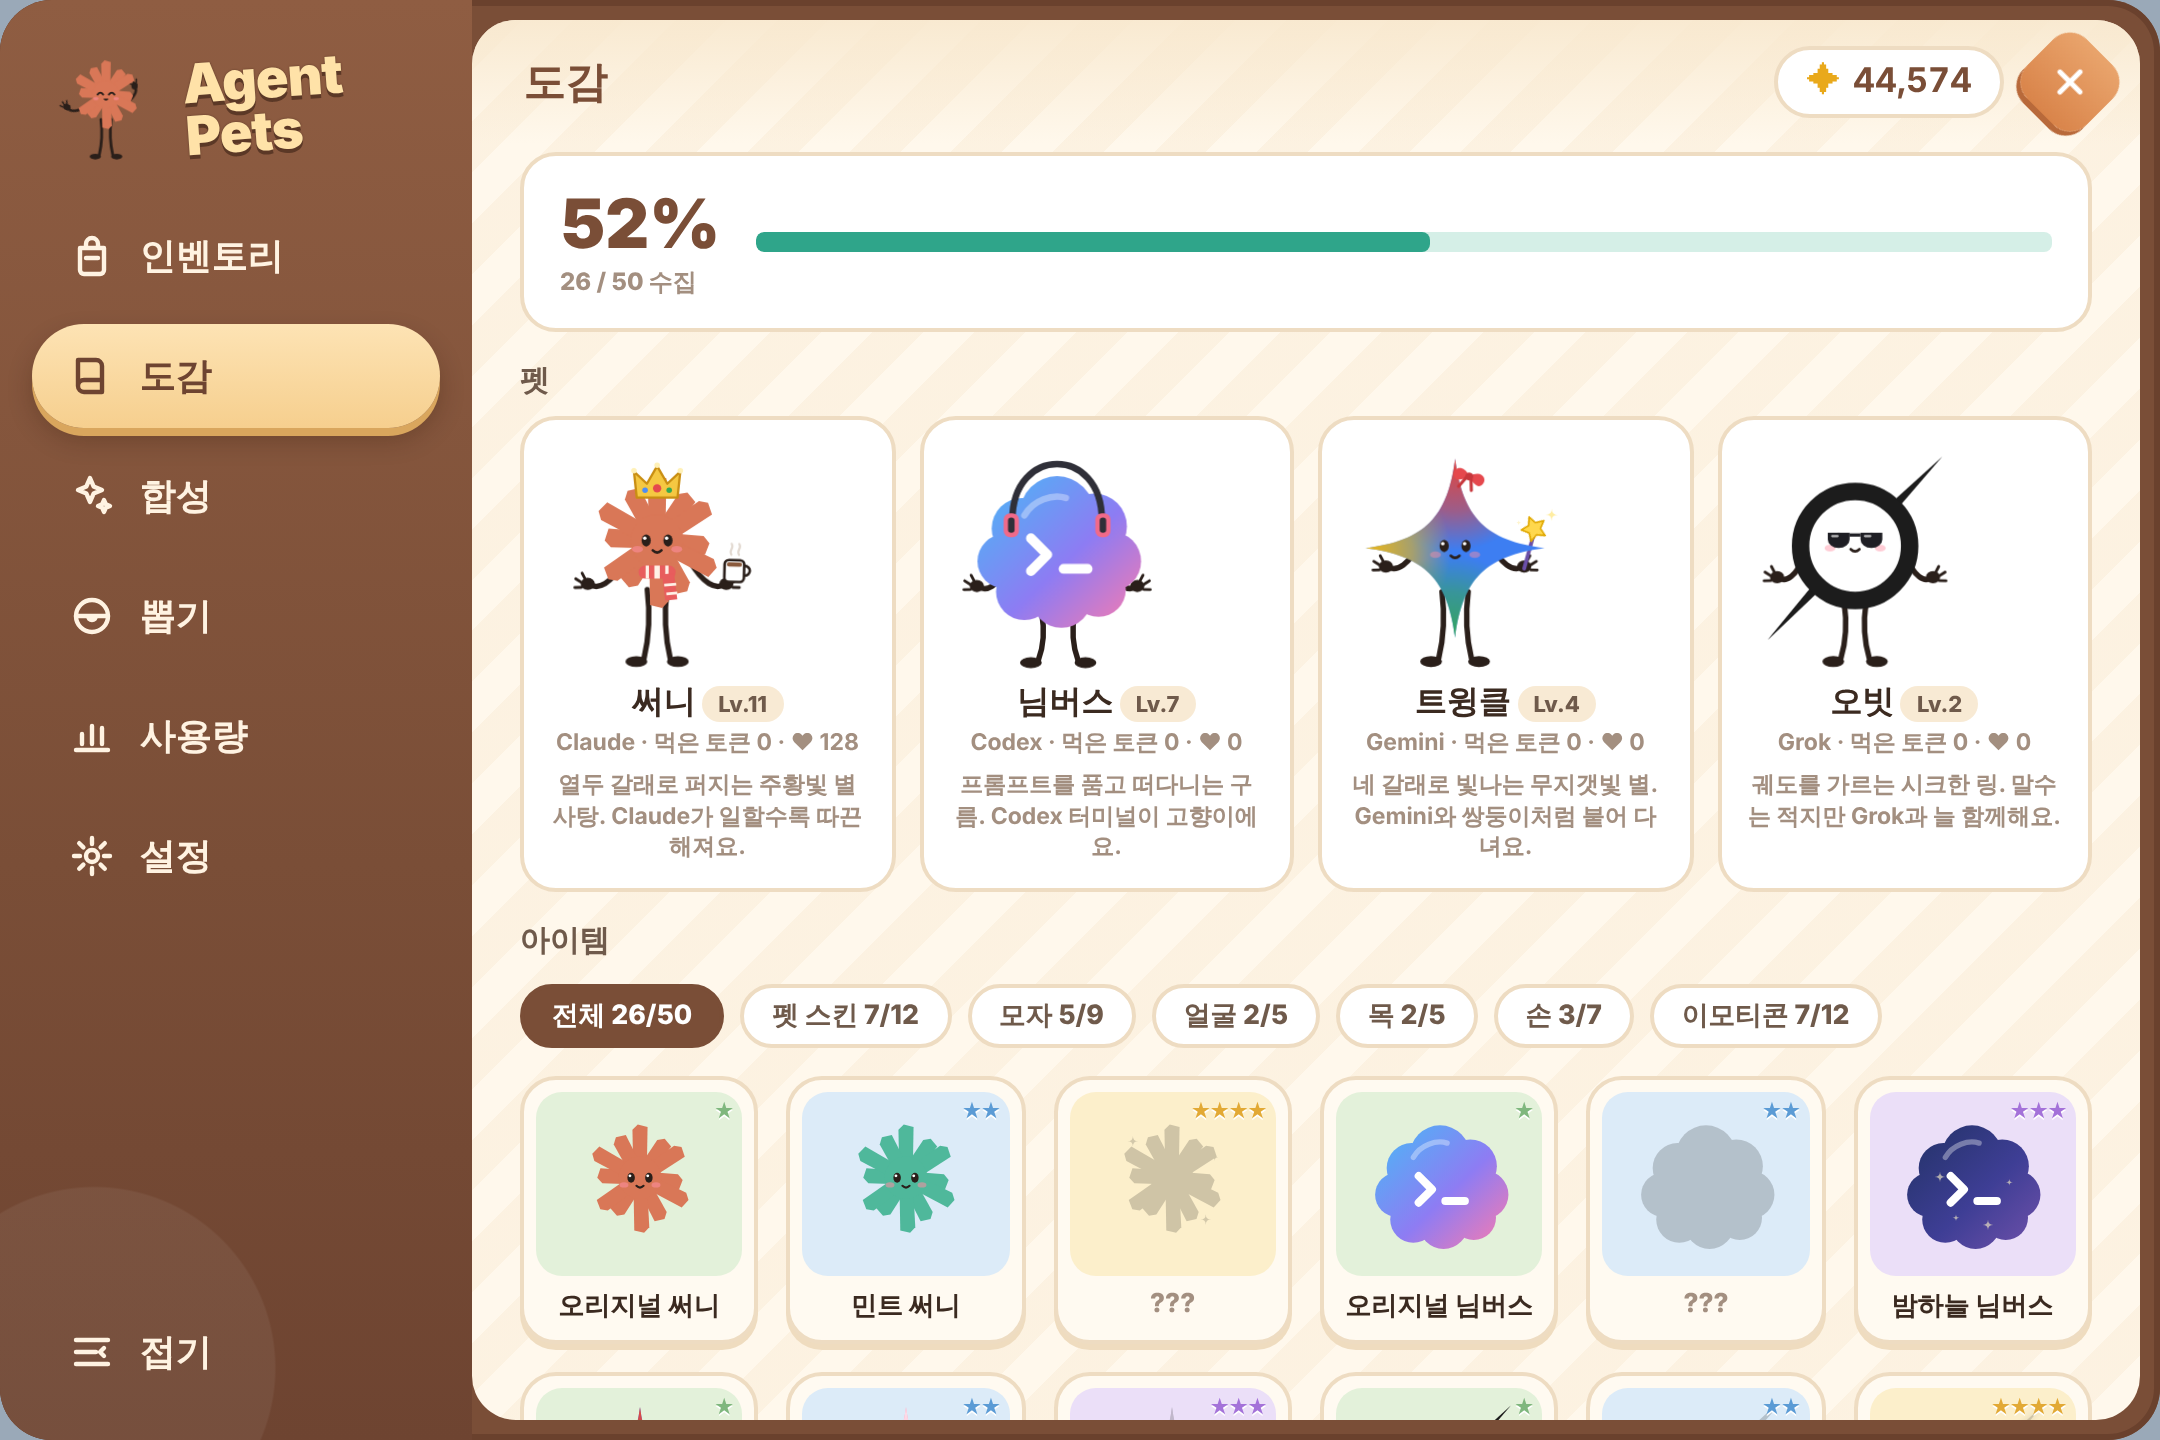 Agent
Pets
인벤토리
도감
합성
뽑기
사용량
설정
접기
도감
44,574
52%
26 / 50 수집
펫
써니 Lv.11
Claude · 먹은 토큰 0 · ♥ 128
열두 갈래로 퍼지는 주황빛 별
사탕. Claude가 일할수록 따끈
해져요.
님버스 Lv.7
Codex · 먹은 토큰 0 · ♥ 0
프롬프트를 품고 떠다니는 구
름. Codex 터미널이 고향이에
요.
트윙클 Lv.4
Gemini · 먹은 토큰 0 · ♥ 0
네 갈래로 빛나는 무지갯빛 별.
Gemini와 쌍둥이처럼 붙어 다
녀요.
오빗 Lv.2
Grok · 먹은 토큰 0 · ♥ 0
궤도를 가르는 시크한 링. 말수
는 적지만 Grok과 늘 함께해요.
아이템
전체 26/50
펫 스킨 7/12
모자 5/9
얼굴 2/5
목 2/5
손 3/7
이모티콘 7/12
오리지널 써니
민트 써니
???
오리지널 님버스
???
밤하늘 님버스